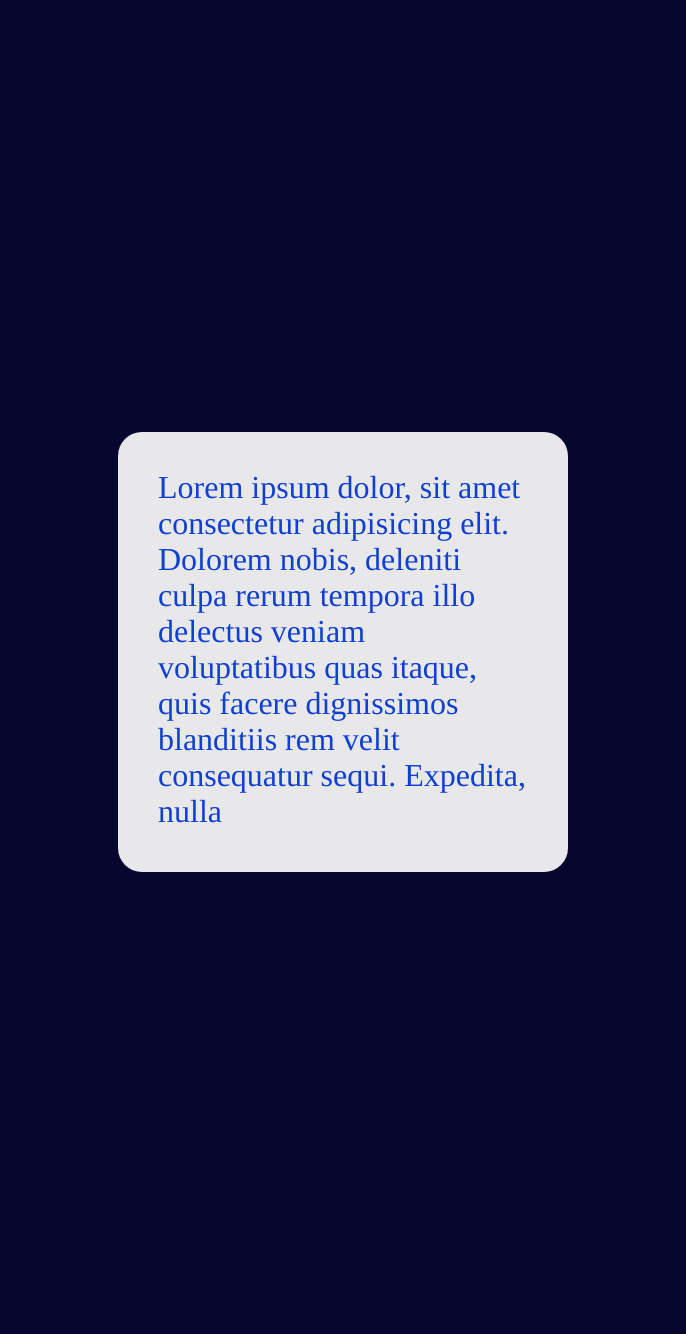 Lorem ipsum dolor, sit amet
consectetur adipisicing elit.
Dolorem nobis, deleniti
culpa rerum tempora illo
delectus veniam
voluptatibus quas itaque,
quis facere dignissimos
blanditiis rem velit
consequatur sequi. Expedita,
nulla